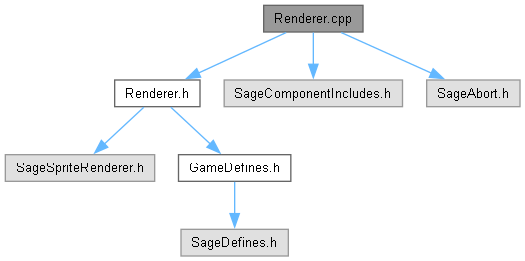 Renderer.cpp
Renderer.h
SageComponentIncludes.h
SageAbort.h
SageSpriteRenderer.h
GameDefines.h
SageDefines.h